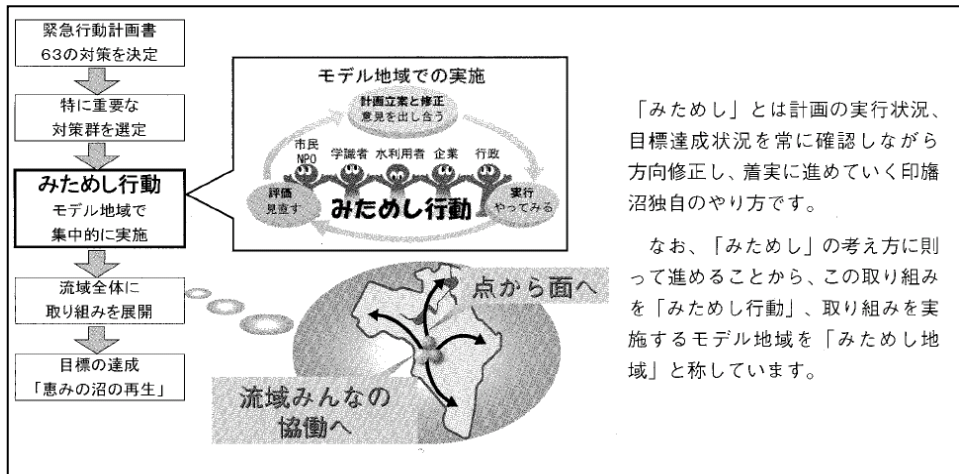 緊急行動計画書
63の対策を決定
特に重要な
対策群を選定
みためし行動
モデル地域で
集中的に実施
流域全体に
取り組みを展開
目標の達成
「恵みの沼の再生」
モデル地域での実施
計画立案と修正
意見を出し合う
市民
NPO
学識者
水利用者
企業
行政
評価
見直す
みためし行動
実行
やってみる
点から面へ
流域みんなの
協働へ
「みためし」とは計画の実行状況、
目標達成状況を常に確認しながら
方向修正し、着実に進めていく印旛
沼独自のやり方です。
なお、「みためし」の考え方に則
って進めることから、この取り組み
を「みためし行動」、取り組みを実
施するモデル地域を「みためし地
域」と称しています。